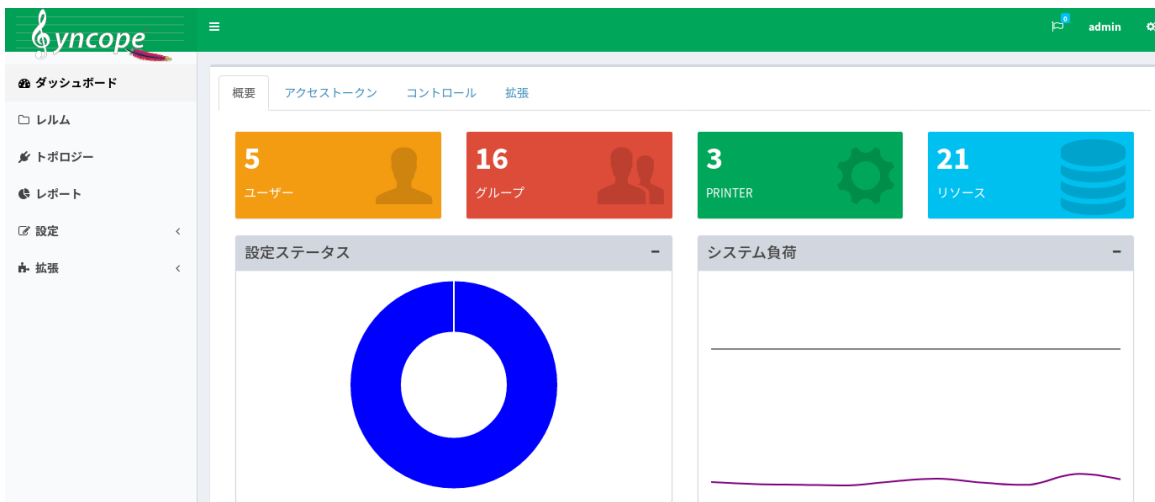 Syncope
0
admin
ダッシュボード
レルム
トポロジー
レポート
設定
拡張
概要
アクセストークン
コントロール
拡張
5
ユーザー
16
グループ
3
PRINTER
21
リソース
設定ステータス
システム負荷